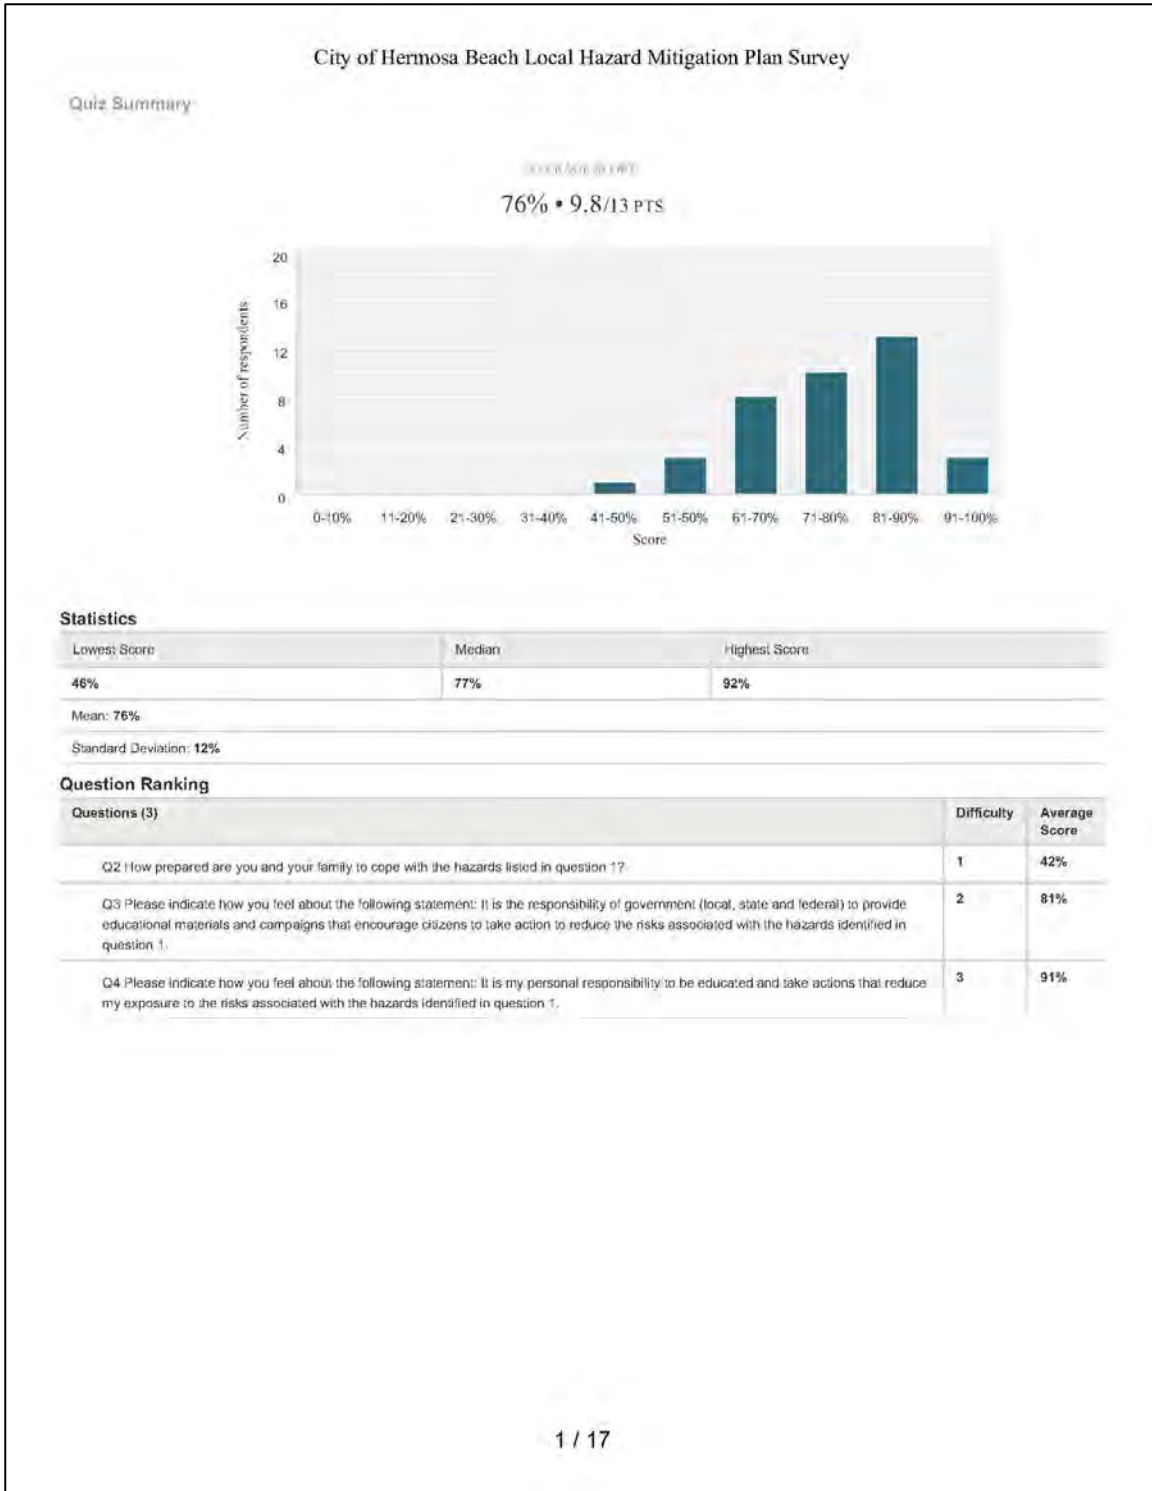 City of Hermosa Beach Local Hazard Mitigation Plan Survey
Quiz Summary
AVERAGE SCORE
76% • 9.8/13 PTS
20
16
12
8
4
0
Number of respondents
0-10% 11-20% 21-30% 31-40% 41-50% 51-50% 61-70% 71-80% 81-90% 91-100%
Score
Statistics
Lowest Score Median Highest Score
46% 77% 92%
Mean: 76%
Standard Deviation: 12%
Question Ranking
Questions (3) Difficulty Average
Score
Q2 How prepared are you and your family to cope with the hazards listed in question 1? 1 42%
Q3 Please indicate how you feel about the following statement: It is the responsibility of government (local, state and federal) to provide 2 81%
educational materials and campaigns that encourage citizens to take action to reduce the risks associated with the hazards identified in
question 1.
Q4 Please indicate how you feel about the following statement: It is my personal responsibility to be educated and take actions that reduce 3 91%
my exposure to the risks associated with the hazards identified in question 1.
1 / 17